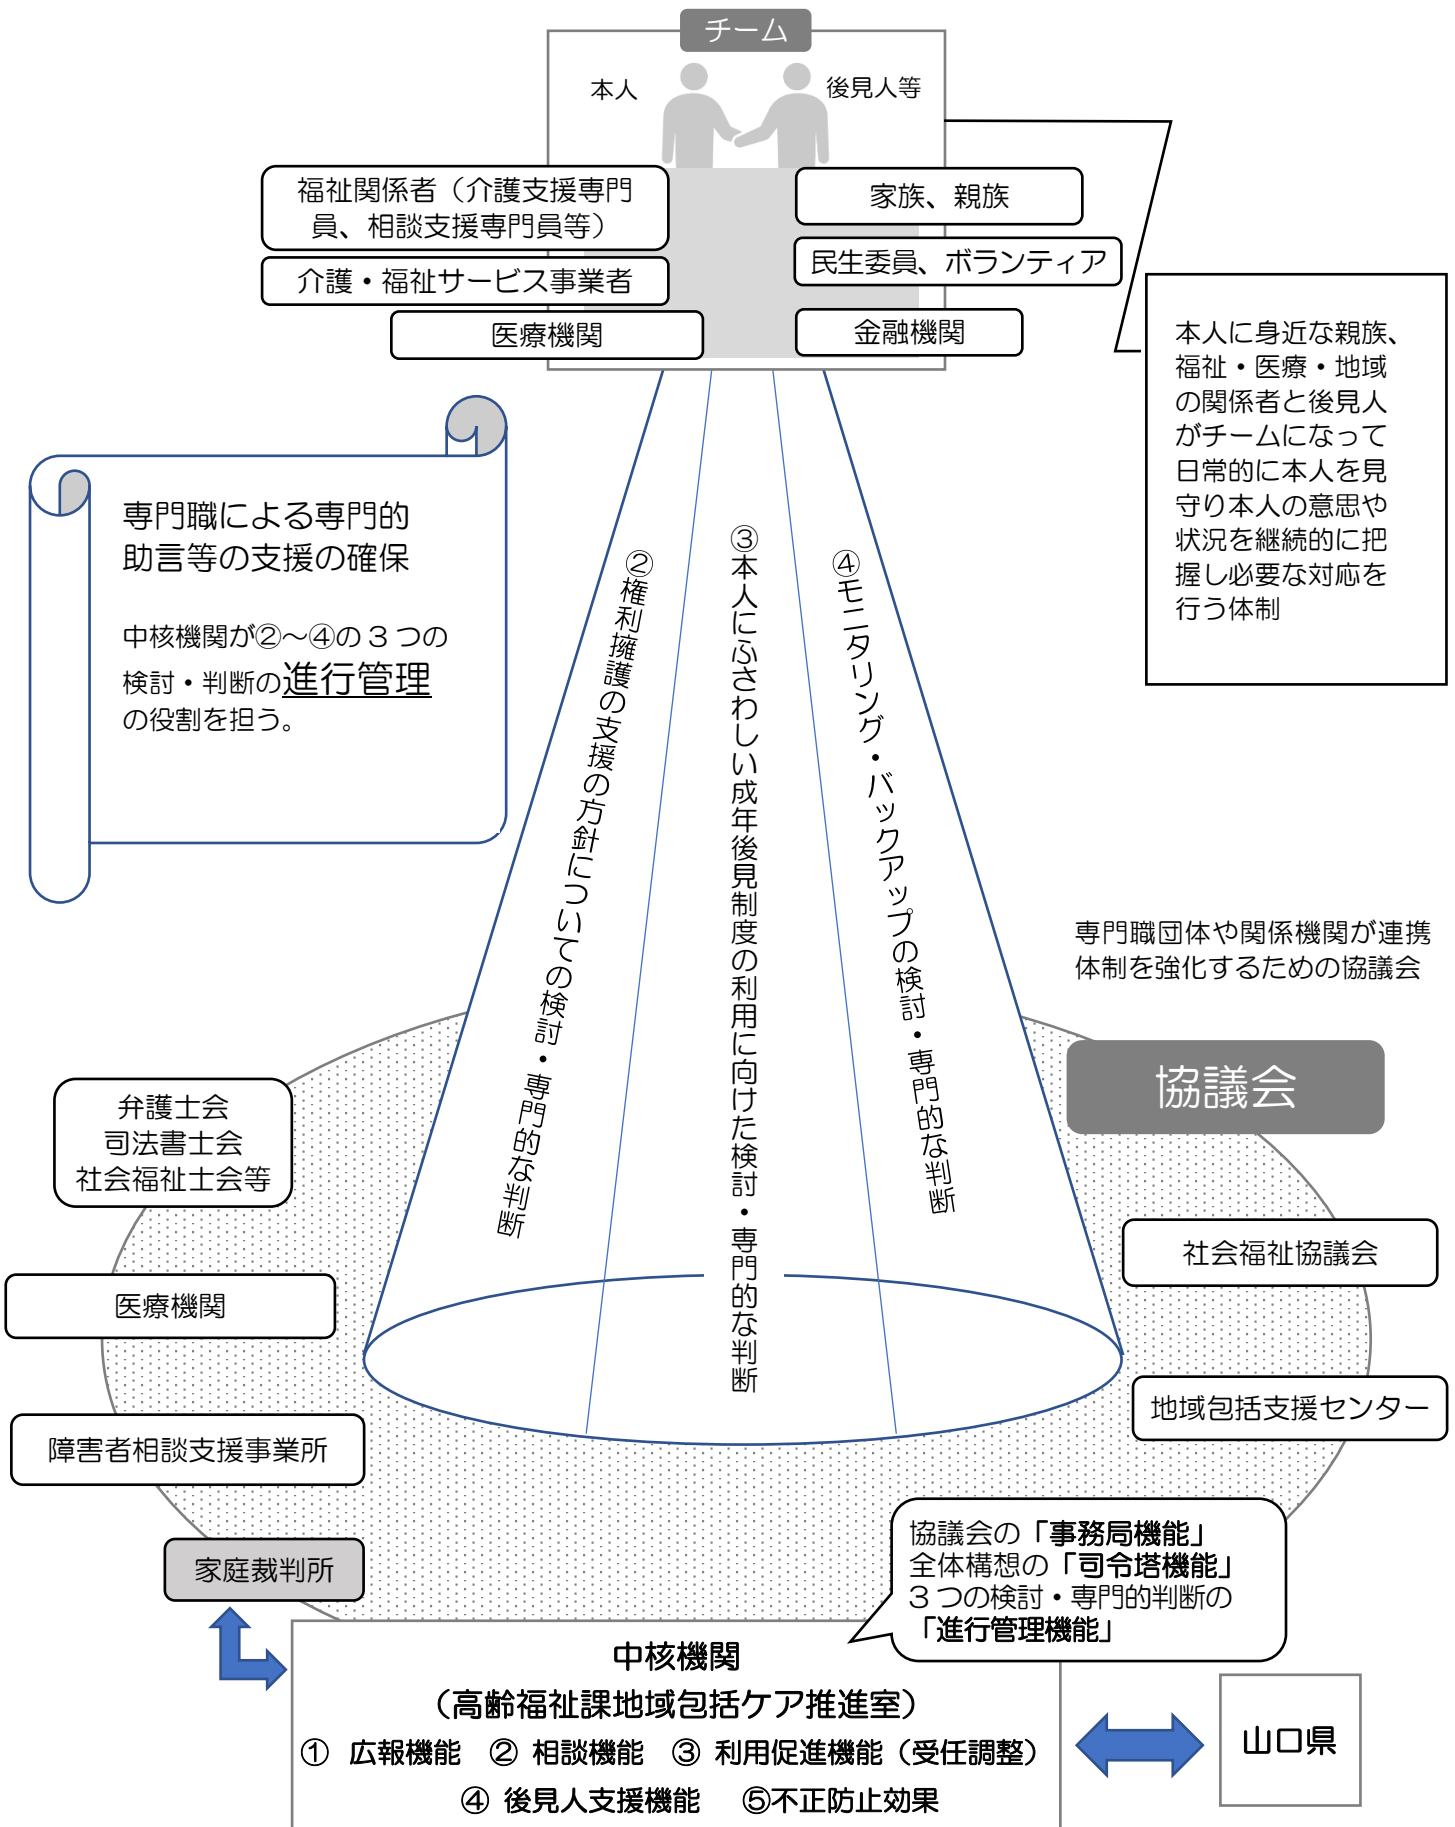 チーム
本人
後見人等
福祉関係者（介護支援専門
員、相談支援専門員等）
介護・福祉サービス事業者
医療機関
家族、親族
民生委員、ボランティア
金融機関
本人に身近な親族、
福祉・医療・地域
の関係者と後見人
がチームになって
日常的に本人を見
守り本人の意思や
状況を継続的に把
握し必要な対応を
行う体制
専門職による専門的
助言等の支援の確保
中核機関が②～④の３つの
検討・判断の進行管理
の役割を担う。
②権利擁護の支援の方針についての検討・専門的な判断
③本人にふさわしい成年後見制度の利用に向けた検討・専門的な判断
④モニタリング・バックアップの検討・専門的な判断
専門職団体や関係機関が連携
体制を強化するための協議会
協議会
弁護士会
司法書士会
社会福祉士会等
医療機関
障害者相談支援事業所
家庭裁判所
社会福祉協議会
地域包括支援センター
協議会の「事務局機能」
全体構想の「司令塔機能」
３つの検討・専門的判断の
「進行管理機能」
中核機関
（高齢福祉課地域包括ケア推進室）
① 広報機能 ② 相談機能 ③ 利用促進機能（受任調整）
④ 後見人支援機能 ⑤不正防止効果
山口県